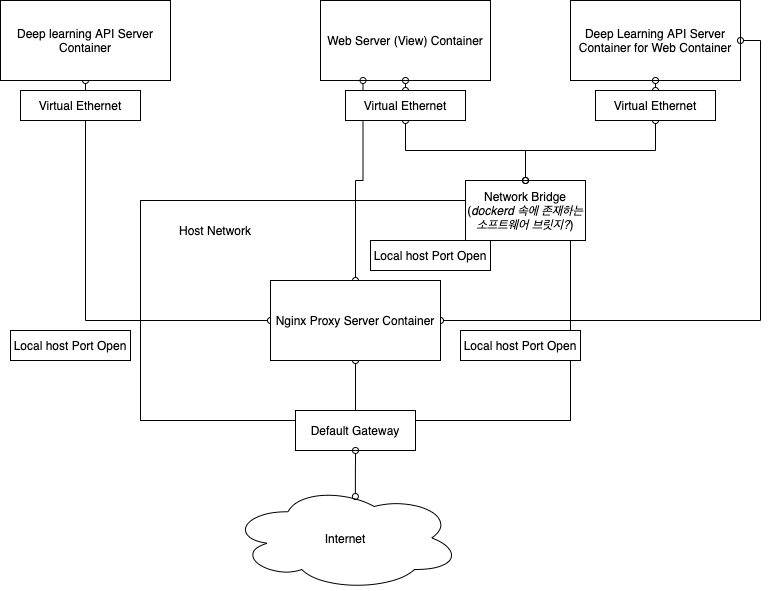 Deep learning API Server
Container
Web Server (View) Container
Deep Learning API Server
Container for Web Container
Virtual Ethernet
Virtual Ethernet
Virtual Ethernet
Network Bridge
(dockerd 속에 존재하는
소프트웨어 브릿지?)
Host Network
Local host Port Open
Nginx Proxy Server Container
Local host Port Open
Local host Port Open
Default Gateway
Internet